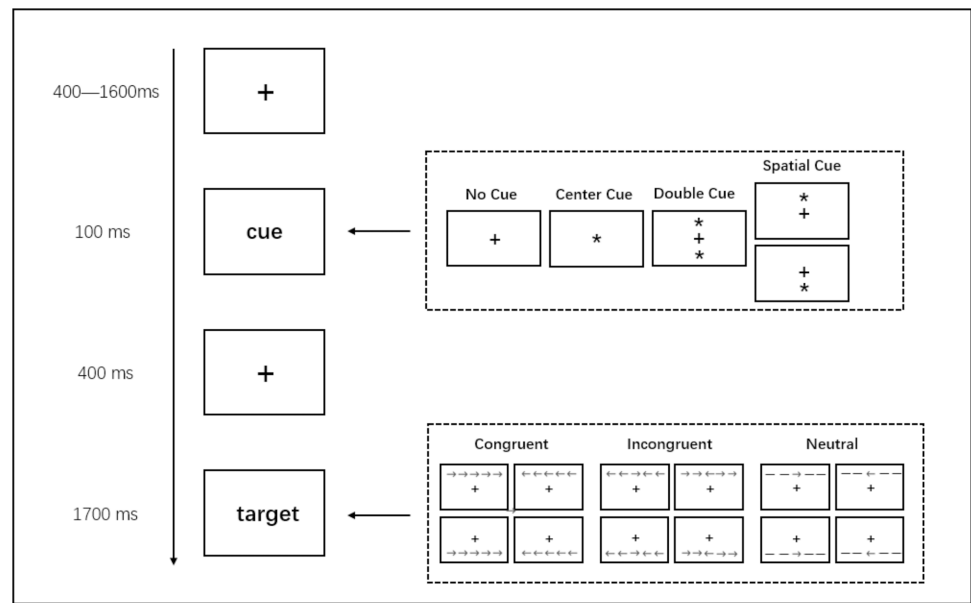 400—1600ms
+
100 ms
cue
No Cue
+
Center Cue
*
Double Cue
*
+
*
Spatial Cue
*
+
+
*
400 ms
+
1700 ms
target
Congruent
→→→→→
+
←←←←←
+
+
→→→→→
+
←←←←←
Incongruent
←←→←←
+
→→←→→
+
+
←←→←←
+
→→←→→
Neutral
——→——
+
——←——
+
+
——→——
+
——←——